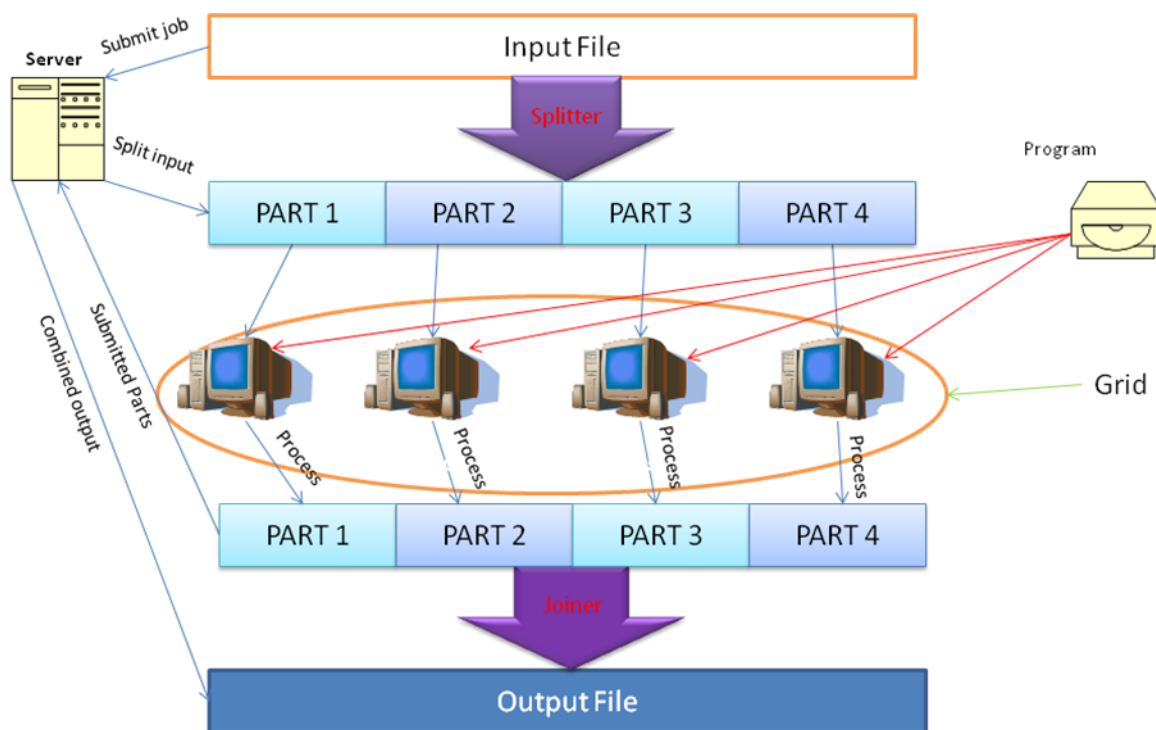 Submit job
Input File
Server
Splitter
Split input
Program
PART 1
PART 2
PART 3
PART 4
Combined output
Submitted Parts
Grid
Process
Process
Process
Process
PART 1
PART 2
PART 3
PART 4
Joiner
Output File